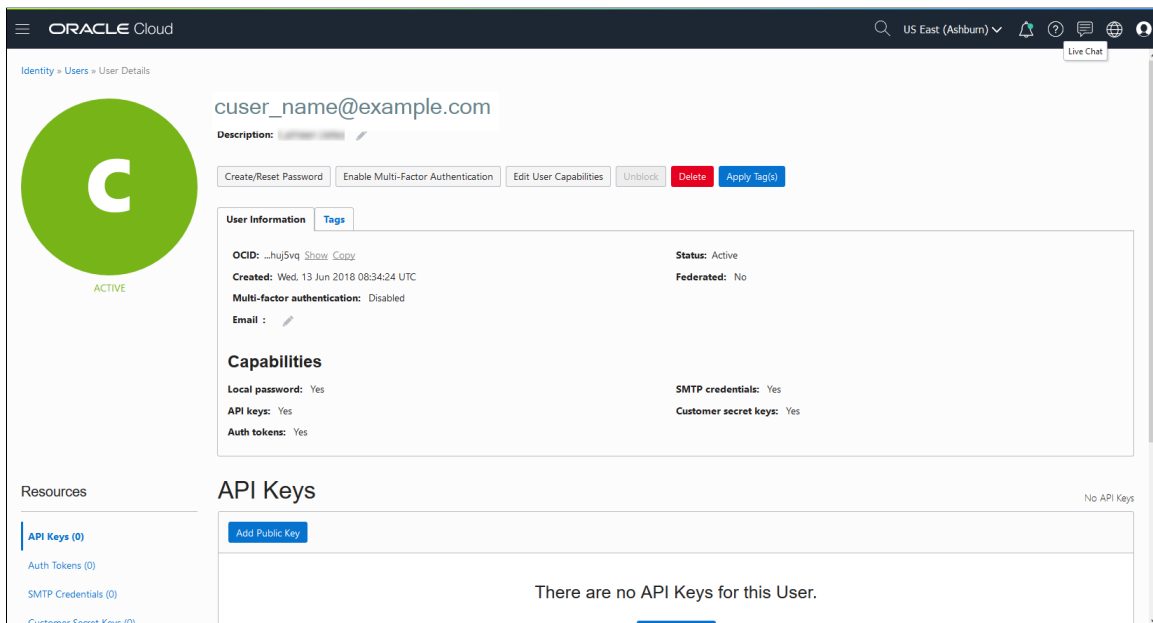 ORACLE Cloud
US East (Ashburn)
Live Chat
Identity » Users » User Details
C
ACTIVE
cuser_name@example.com
Description:
Create/Reset Password Enable Multi-Factor Authentication Edit User Capabilities Unblock Delete Apply Tag(s)
User Information Tags
OCID: ...huj5vq Show Copy Status: Active
Created: Wed, 13 Jun 2018 08:34:24 UTC Federated: No
Multi-factor authentication: Disabled
Email :
Capabilities
Local password: Yes SMTP credentials: Yes
API keys: Yes Customer secret keys: Yes
Auth tokens: Yes
Resources
API Keys (0)
Auth Tokens (0)
SMTP Credentials (0)
Customer Secret Keys (0)
API Keys
No API Keys
Add Public Key
There are no API Keys for this User.